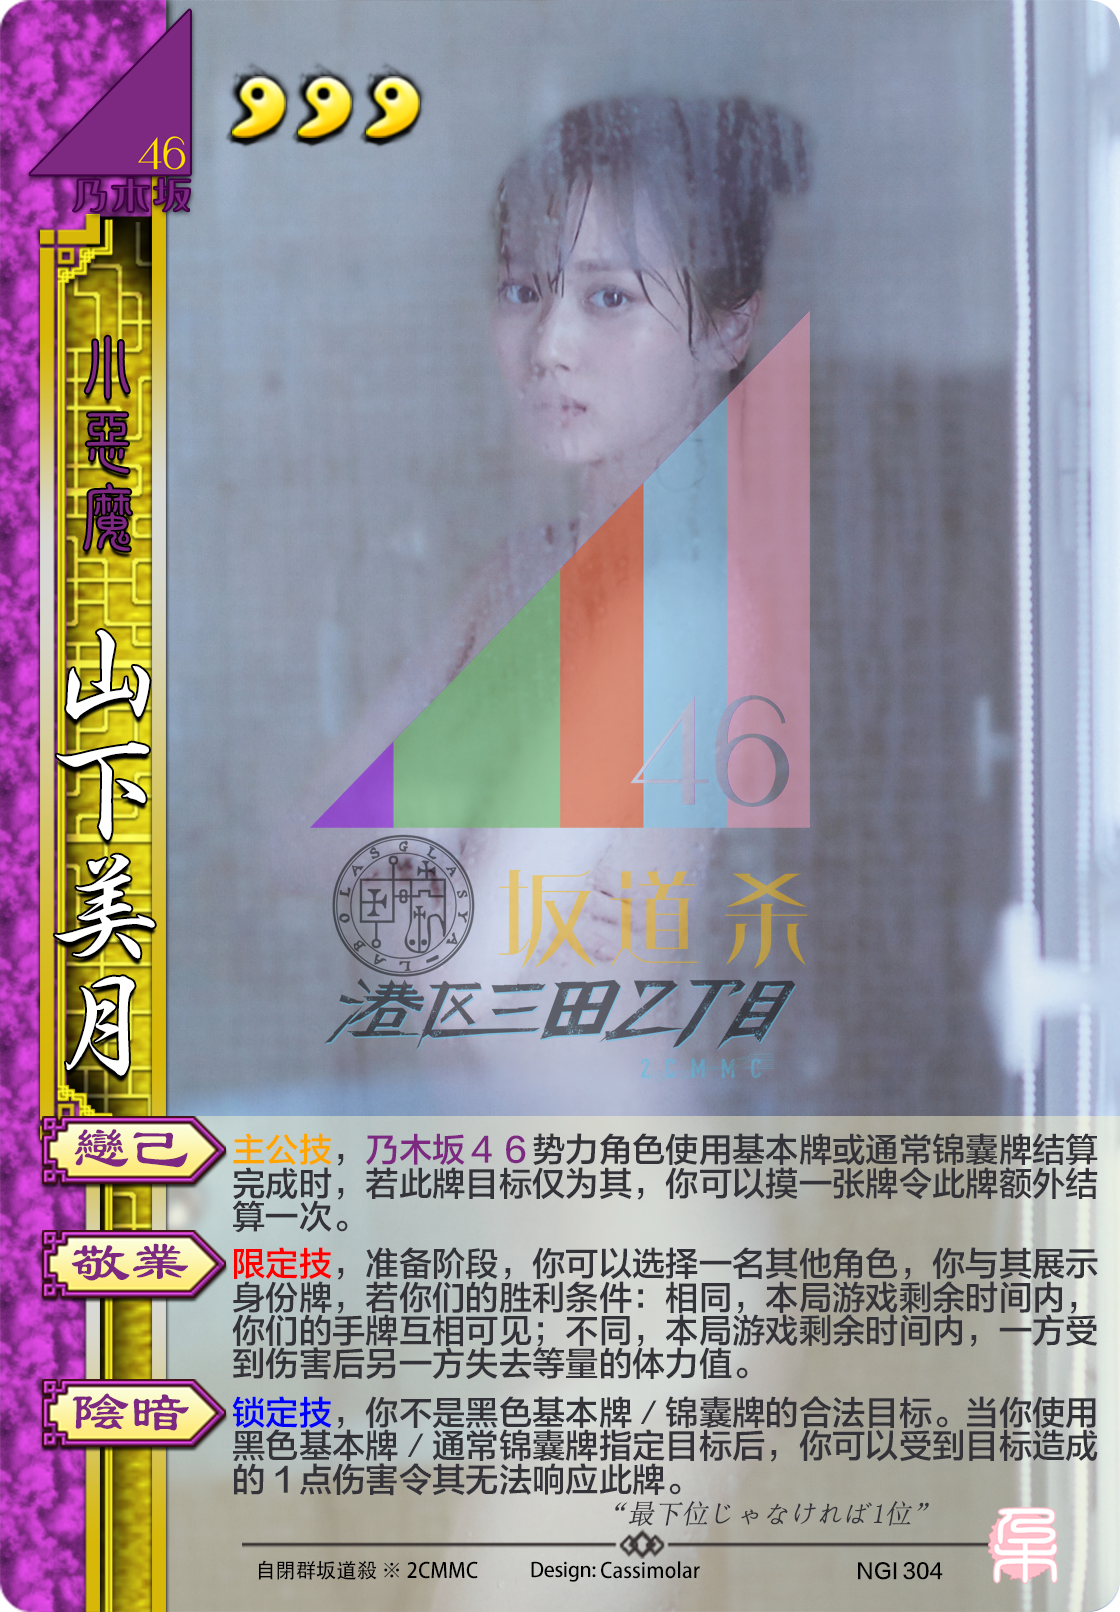 46
乃木坂
小惡魔
山下美月
46
GLASYA-LABOLAS
坂道杀
港区三田2丁目
2CMMC
戀己
主公技，乃木坂４６势力角色使用基本牌或通常锦囊牌结算
完成时，若此牌目标仅为其，你可以摸一张牌令此牌额外结
算一次。
敬業
限定技，准备阶段，你可以选择一名其他角色，你与其展示
身份牌，若你们的胜利条件：相同，本局游戏剩余时间内，
你们的手牌互相可见；不同，本局游戏剩余时间内，一方受
到伤害后另一方失去等量的体力值。
陰暗
锁定技，你不是黑色基本牌／锦囊牌的合法目标。当你使用
黑色基本牌／通常锦囊牌指定目标后，你可以受到目标造成
的１点伤害令其无法响应此牌。
“最下位じゃなければ1位”
自閉群坂道殺 ※ 2CMMC Design: Cassimolar NGI 304